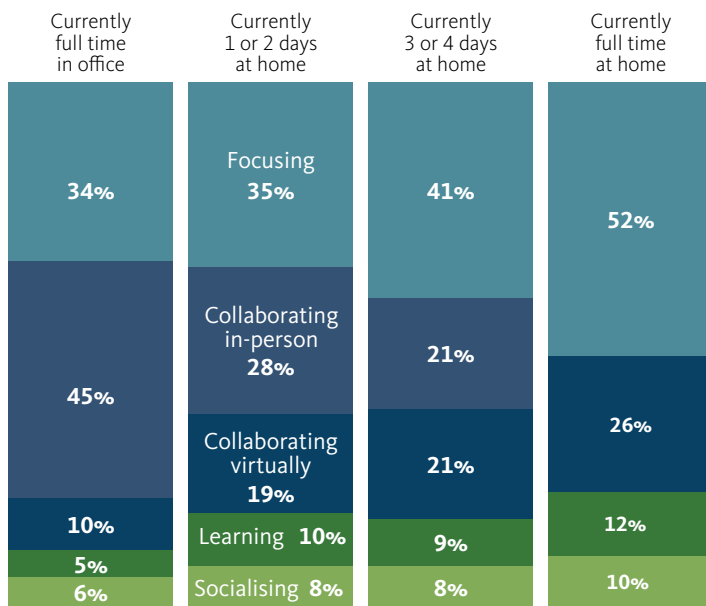 Currently
full time
in office
Currently
1 or 2 days
at home
Currently
3 or 4 days
at home
Currently
full time
at home
34%
45%
10%
5%
6%
Focusing
35%
Collaborating
in-person
28%
Collaborating
virtually
19%
Learning 10%
Socialising 8%
41%
21%
21%
9%
8%
52%
26%
12%
10%